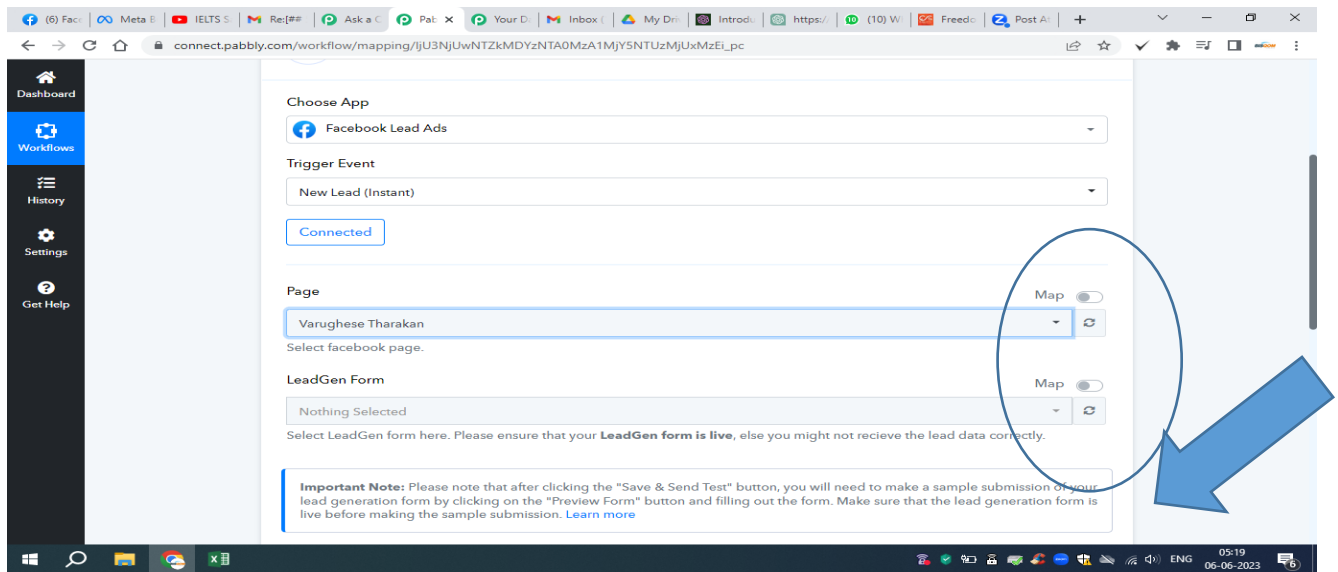 (6) Face
Meta B
IELTS S
Re:[##
Ask a C
Pab
Your Da
Inbox (
My Driv
Introdu
https://
(10) W
Freedo
Post Af
connect.pabbly.com/workflow/mapping/IjU3NjUwNTZkMDYzNTA0MzA1MjY5NTUzMjUxMzEi_pc
Dashboard
Workflows
History
Settings
Get Help
Choose App
Facebook Lead Ads
Trigger Event
New Lead (Instant)
Connected
Page
Map
Varughese Tharakan
Select facebook page.
LeadGen Form
Map
Nothing Selected
Select LeadGen form here. Please ensure that your LeadGen form is live, else you might not recieve the lead data correctly.
Important Note: Please note that after clicking the "Save & Send Test" button, you will need to make a sample submission of your
lead generation form by clicking on the "Preview Form" button and filling out the form. Make sure that the lead generation form is
live before making the sample submission. Learn more
ENG
05:19
06-06-2023
6